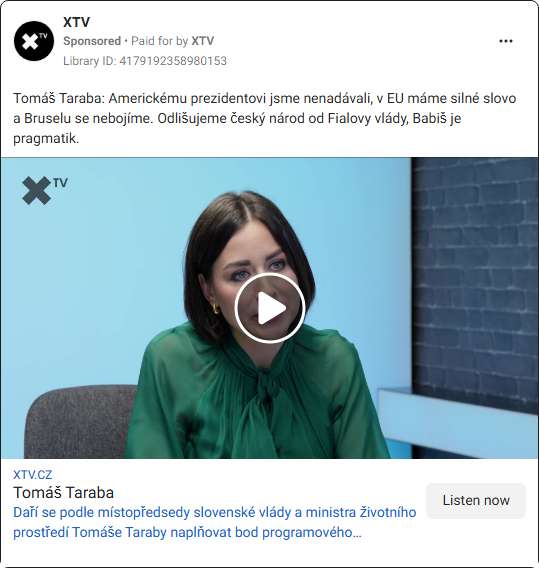 XTV
Sponsored • Paid for by XTV
Library ID: 4179192358980153
Tomáš Taraba: Americkému prezidentovi jsme nenadávali, v EU máme silné slovo
a Bruselu se nebojíme. Odlišujeme český národ od Fialovy vlády, Babiš je
pragmatik.
XTV
XTV.CZ
Tomáš Taraba
Daří se podle místopředsedy slovenské vlády a ministra životního
prostředí Tomáše Taraby naplňovat bod programového...
Listen now